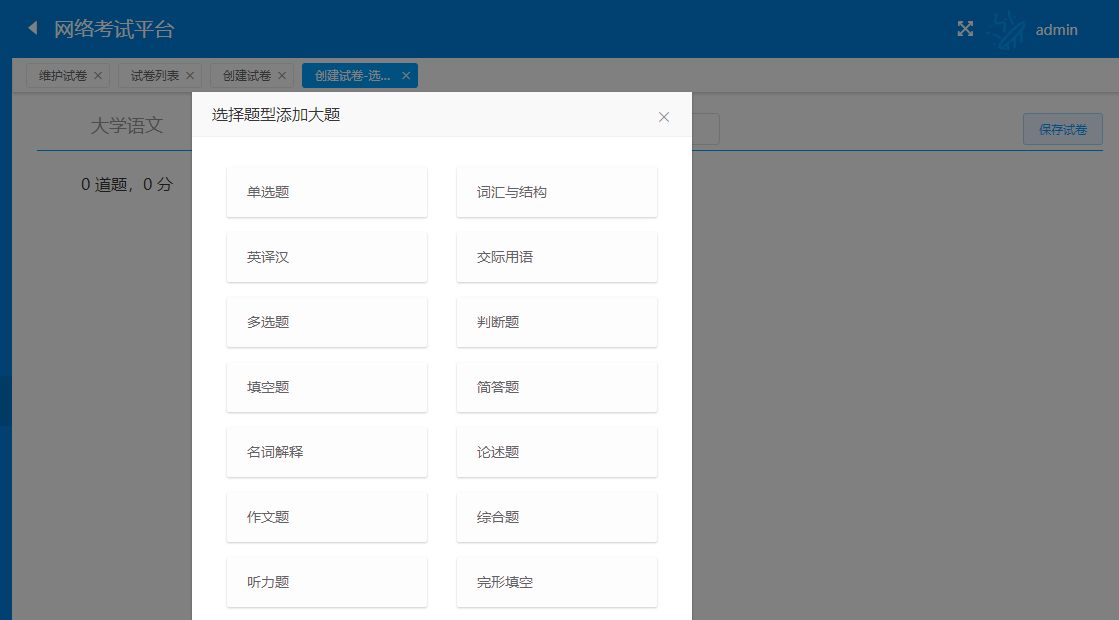 网络考试平台
admin
维护试卷
试卷列表
创建试卷
创建试卷-选...
选择题型添加大题
大学语文
保存试卷
0 道题，0 分
单选题
词汇与结构
英译汉
交际用语
多选题
判断题
填空题
简答题
名词解释
论述题
作文题
综合题
听力题
完形填空